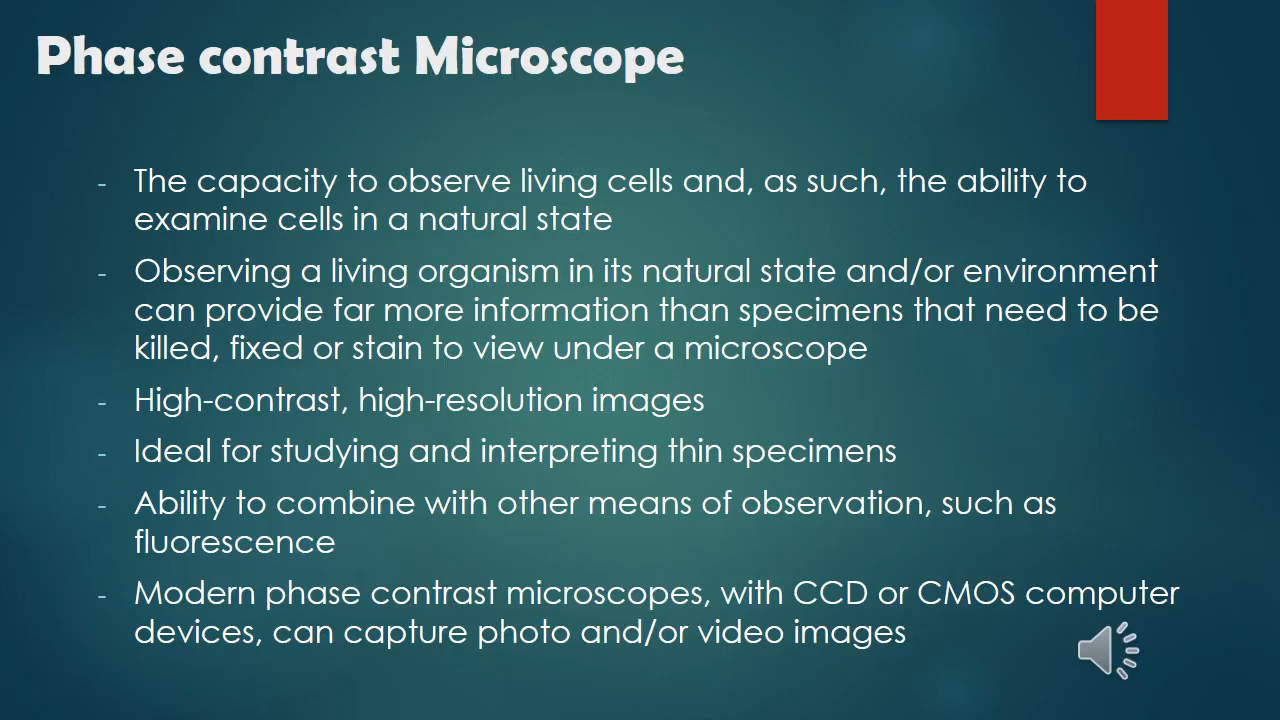 Phase contrast Microscope
- The capacity to observe living cells and, as such, the ability to
examine cells in a natural state
- Observing a living organism in its natural state and/or environment
can provide far more information than specimens that need to be
killed, fixed or stain to view under a microscope
- High-contrast, high-resolution images
- Ideal for studying and interpreting thin specimens
- Ability to combine with other means of observation, such as
fluorescence
- Modern phase contrast microscopes, with CCD or CMOS computer
devices, can capture photo and/or video images